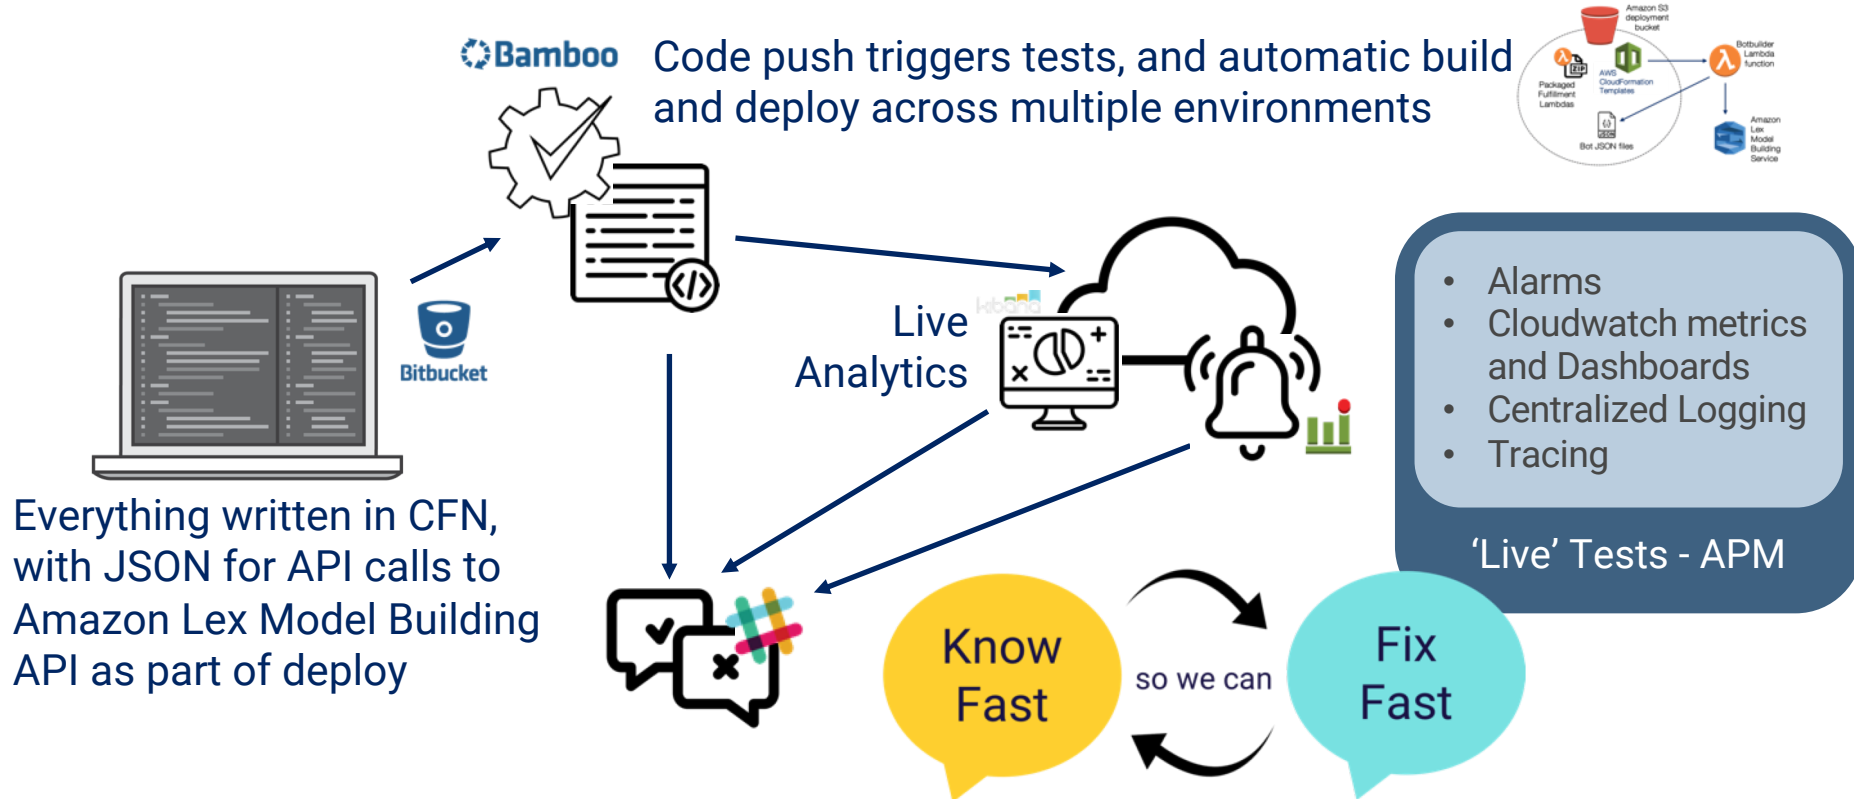 Bamboo
Code push triggers tests, and automatic build
and deploy across multiple environments
Amazon S3
deployment
bucket
Botbuilder
Lambda
function
ZIP
AWS
CloudFormation
Templates
Packaged
Fulfillment
Lambdas
JSON
Bot JSON files
Amazon
Lex
Model
Building
Service
Bitbucket
kibana
Live
Analytics
• Alarms
• Cloudwatch metrics
and Dashboards
• Centralized Logging
• Tracing
‘Live’ Tests - APM
Everything written in CFN,
with JSON for API calls to
Amazon Lex Model Building
API as part of deploy
Know
Fast
so we can
Fix
Fast